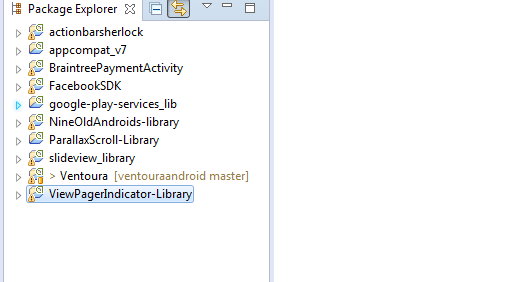 Package Explorer
actionbarsherlock
appcompat_v7
BraintreePaymentActivity
FacebookSDK
google-play-services_lib
NineOldAndroids-library
ParallaxScroll-Library
slideview_library
> Ventoura [ventouraandroid master]
ViewPagerIndicator-Library